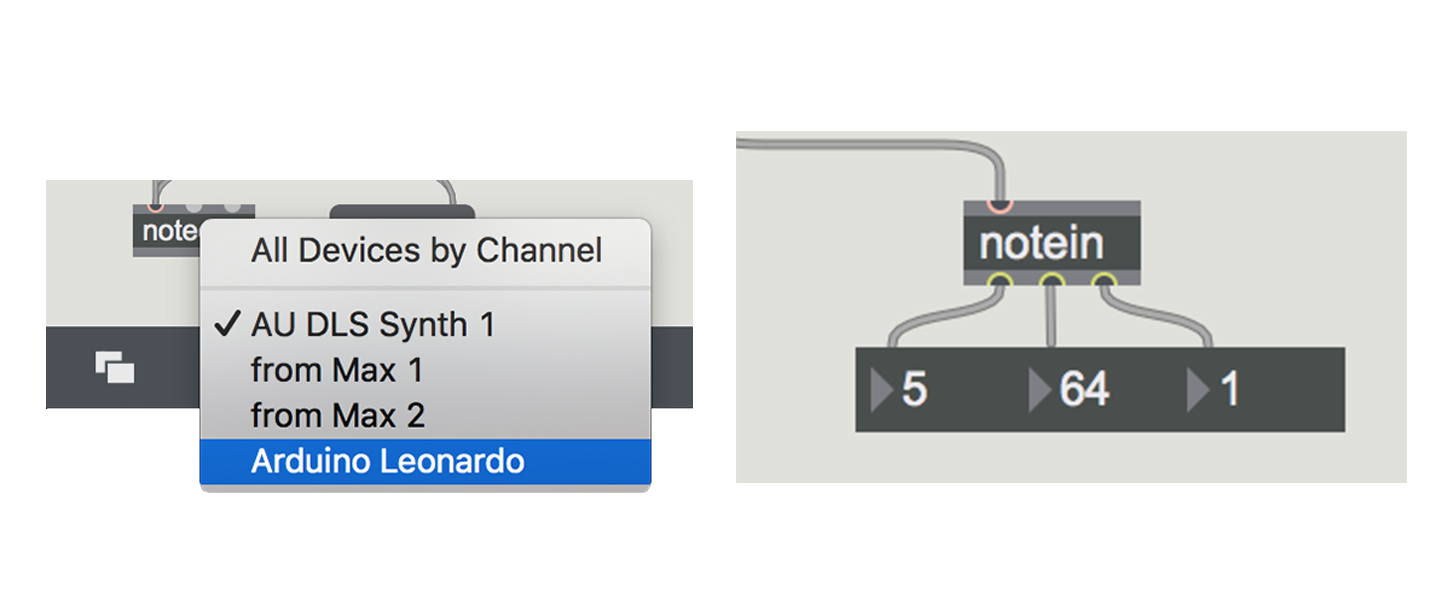 All Devices by Channel
✓ AU DLS Synth 1
from Max 1
from Max 2
Arduino Leonardo
notein
5 64 1